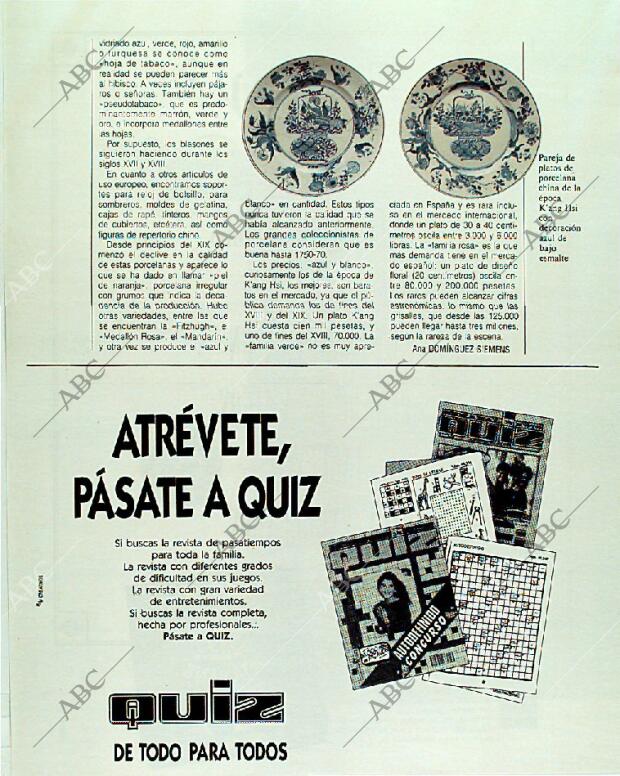 vidriado azul, verde, rojo, amarillo
o turquesa se conoce como
«hoja de tabaco», aunque en
realidad se pueden parecer más
al hibisco. A veces incluyen pája-
ros o señoras. También hay un
«pseudotabaco», que es predo-
minantemente marrón, verde y
oro, e incorpora medallones entre
las hojas.
Por supuesto, los blasones se
siguieron haciendo durante los
siglos XVII y XVIII.
En cuanto a otros artículos de
uso europeo, encontramos sopor-
tes para reloj de bolsillo, para
sombreros, moldes de gelatina,
cajas de rapé, tinteros, mangos
de cubiertos, etcétera, así como
figuras de repertorio chino.
Desde principios del XIX co-
menzó el declive en la calidad
de estas porcelanas y aparece lo
que se ha dado en llamar «piel
de naranja», porcelana irregular
con grumos que indica la deca-
dencia de la producción. Hubo
otras variedades, entre las que
se encuentran la «Fitzhugh», el
«Medallón Rosa», el «Mandarín», y
otra vez se produce el «azul y
blanco» en cantidad. Estos tipos
nunca tuvieron la calidad que se
había alcanzado anteriormente.
Los grandes coleccionistas de
porcelana consideran que es
buena hasta 1750-70.
Los precios: «azul y blanco»,
curiosamente los de la época de
K'ang Hsi, los mejores, son bara-
tos en el mercado, ya que el pú-
blico demanda los de fines del
XVIII y del XIX. Un plato K'ang
Hsi cuesta cien mil pesetas, y
uno de fines del XVIII, 70.000. La
«familia verde» no es muy apre-
ciada en España y es rara inclu-
so en el mercado internacional,
donde un plato de 30 a 40 centí-
metros oscila entre 3.000 y 6.000
libras. La «familia rosa» es la que
más demanda tiene en el merca-
do español: un plato de diseño
floral (20 centímetros) oscila en-
tre 80.000 y 200.000 pesetas.
Los raros pueden alcanzar cifras
astronómicas, lo mismo que las
grisallas, que desde las 125.000
pueden llegar hasta tres millones,
según la rareza de la escena.
Ana DOMÍNGUEZ SIEMENS
Pareja de
platos de
porcelana
china de la
época
K'ang Hsi
con
decoración
azul de
bajo
esmalte
ATRÉVETE,
PÁSATE A QUIZ
Si buscas la revista de pasatiempos
para toda la familia.
La revista con diferentes grados
de dificultad en sus juegos.
La revista con gran variedad
de entretenimientos.
Si buscas la revista completa,
hecha por profesionales...
Pásate a QUIZ.
QUIZ
DE TODO PARA TODOS
QUIZ
QUIZ
AUTODEFINIDO
CONCURSO
AUTODEFINIDO
ABC